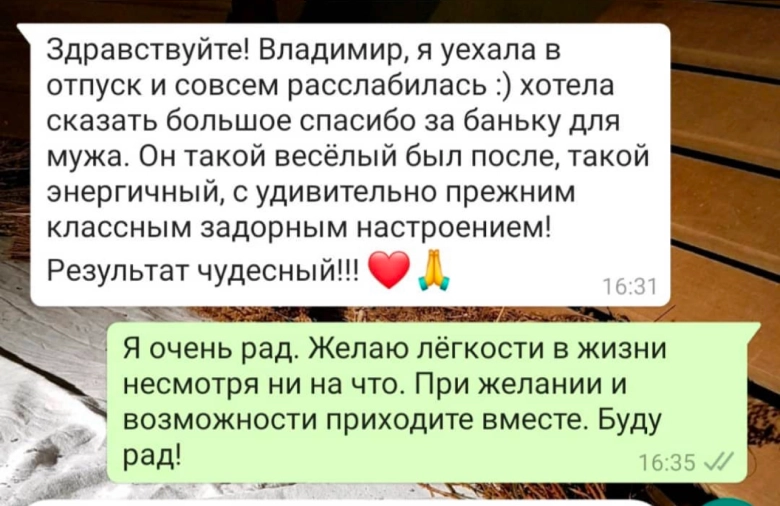 Здравствуйте! Владимир, я уехала в
отпуск и совсем расслабилась :) хотела
сказать большое спасибо за баньку для
мужа. Он такой весёлый был после, такой
энергичный, с удивительно прежним
классным задорным настроением!
Результат чудесный!!! ❤️🙏
16:31
Я очень рад. Желаю лёгкости в жизни
несмотря ни на что. При желании и
возможности приходите вместе. Буду
рад!
16:35